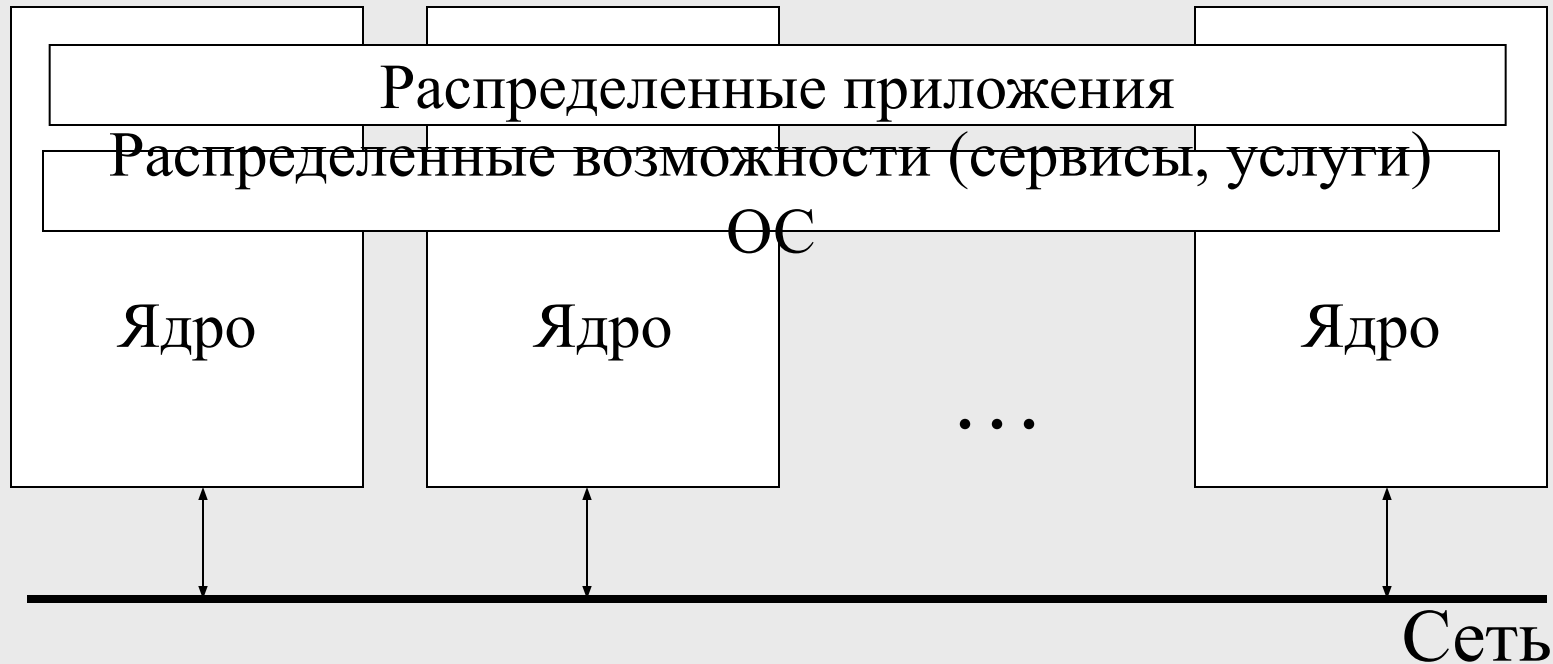 Распределенные приложения
Распределенные возможности (сервисы, услуги)
ОС
Ядро
Ядро
Ядро
…
Сеть